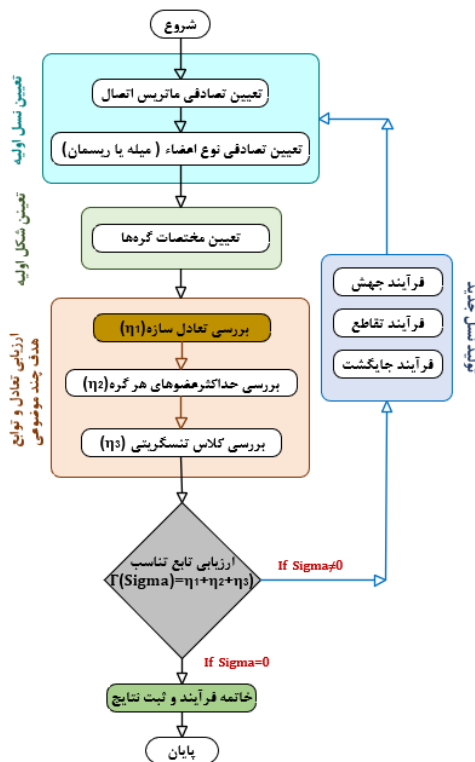 شروع
تعیین نسل اولیه
تعیین تصادفی ماتریس اتصال
تعیین تصادفی نوع اعضاء ( میله یا ریسمان)
تعیین شکل اولیه
تعیین مختصات گره‌ها
ارزیابی تعادل و توابع
هدف چند موضوعی
بررسی تعادل سازه(η1)
بررسی حداکثرعضوهای هر گره(η2)
بررسی کلاس تنسگریتی (η3)
تولید نسل جدید
فرآیند جهش
فرآیند تقاطع
فرآیند جایگشت
ارزیابی تابع تناسب
Γ(Sigma)=η1+η2+η3)
If Sigma≠0
If Sigma=0
خاتمه فرآیند و ثبت نتایج
پایان